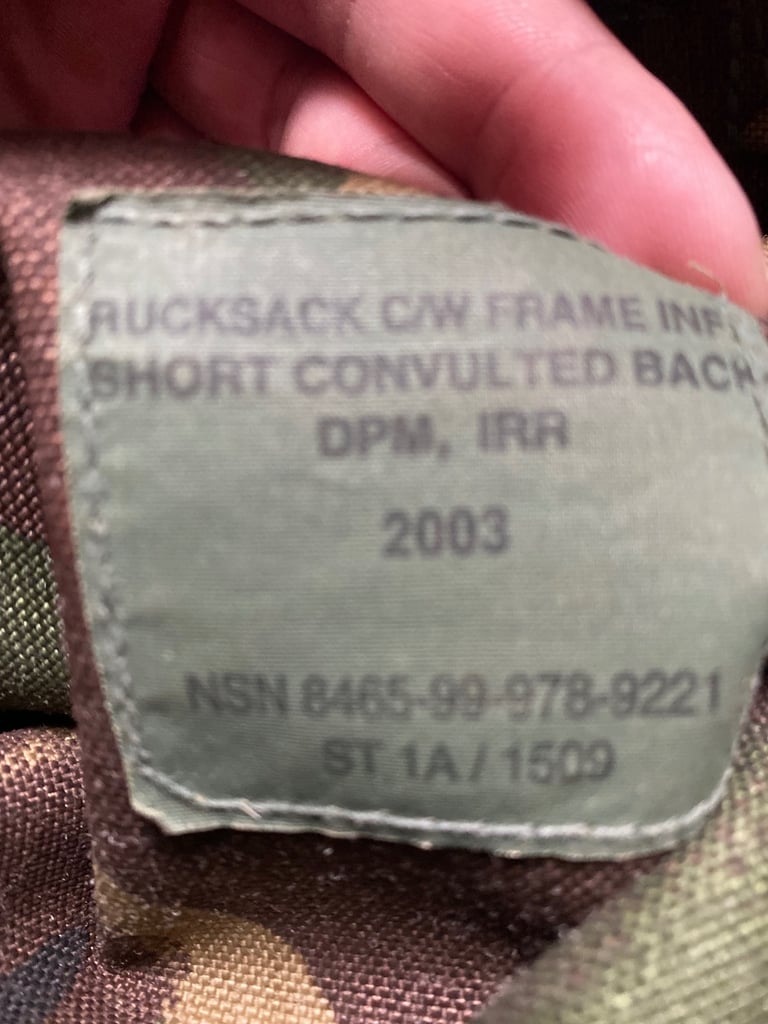 RUCKSACK C/W FRAME INF,
SHORT CONVULTED BACK
DPM, IRR
2003
NSN 8465-99-978-9221
ST 1A / 1509